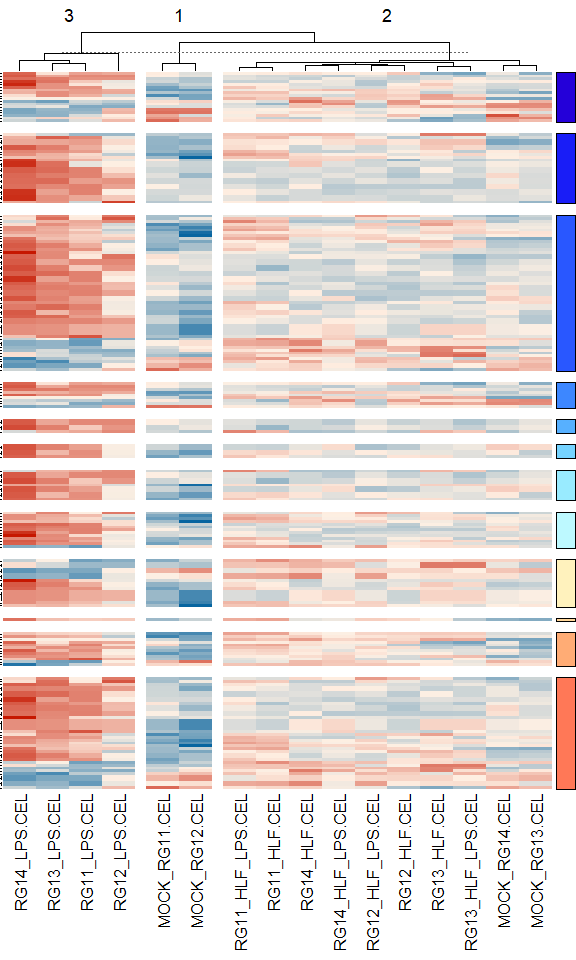 3 1 2
RG14_LPS.CEL
RG13_LPS.CEL
RG11_LPS.CEL
RG12_LPS.CEL
MOCK_RG11.CEL
MOCK_RG12.CEL
RG11_HLF_LPS.CEL
RG11_HLF.CEL
RG14_HLF.CEL
RG14_HLF_LPS.CEL
RG12_HLF_LPS.CEL
RG12_HLF.CEL
RG13_HLF.CEL
RG13_HLF_LPS.CEL
MOCK_RG14.CEL
MOCK_RG13.CEL